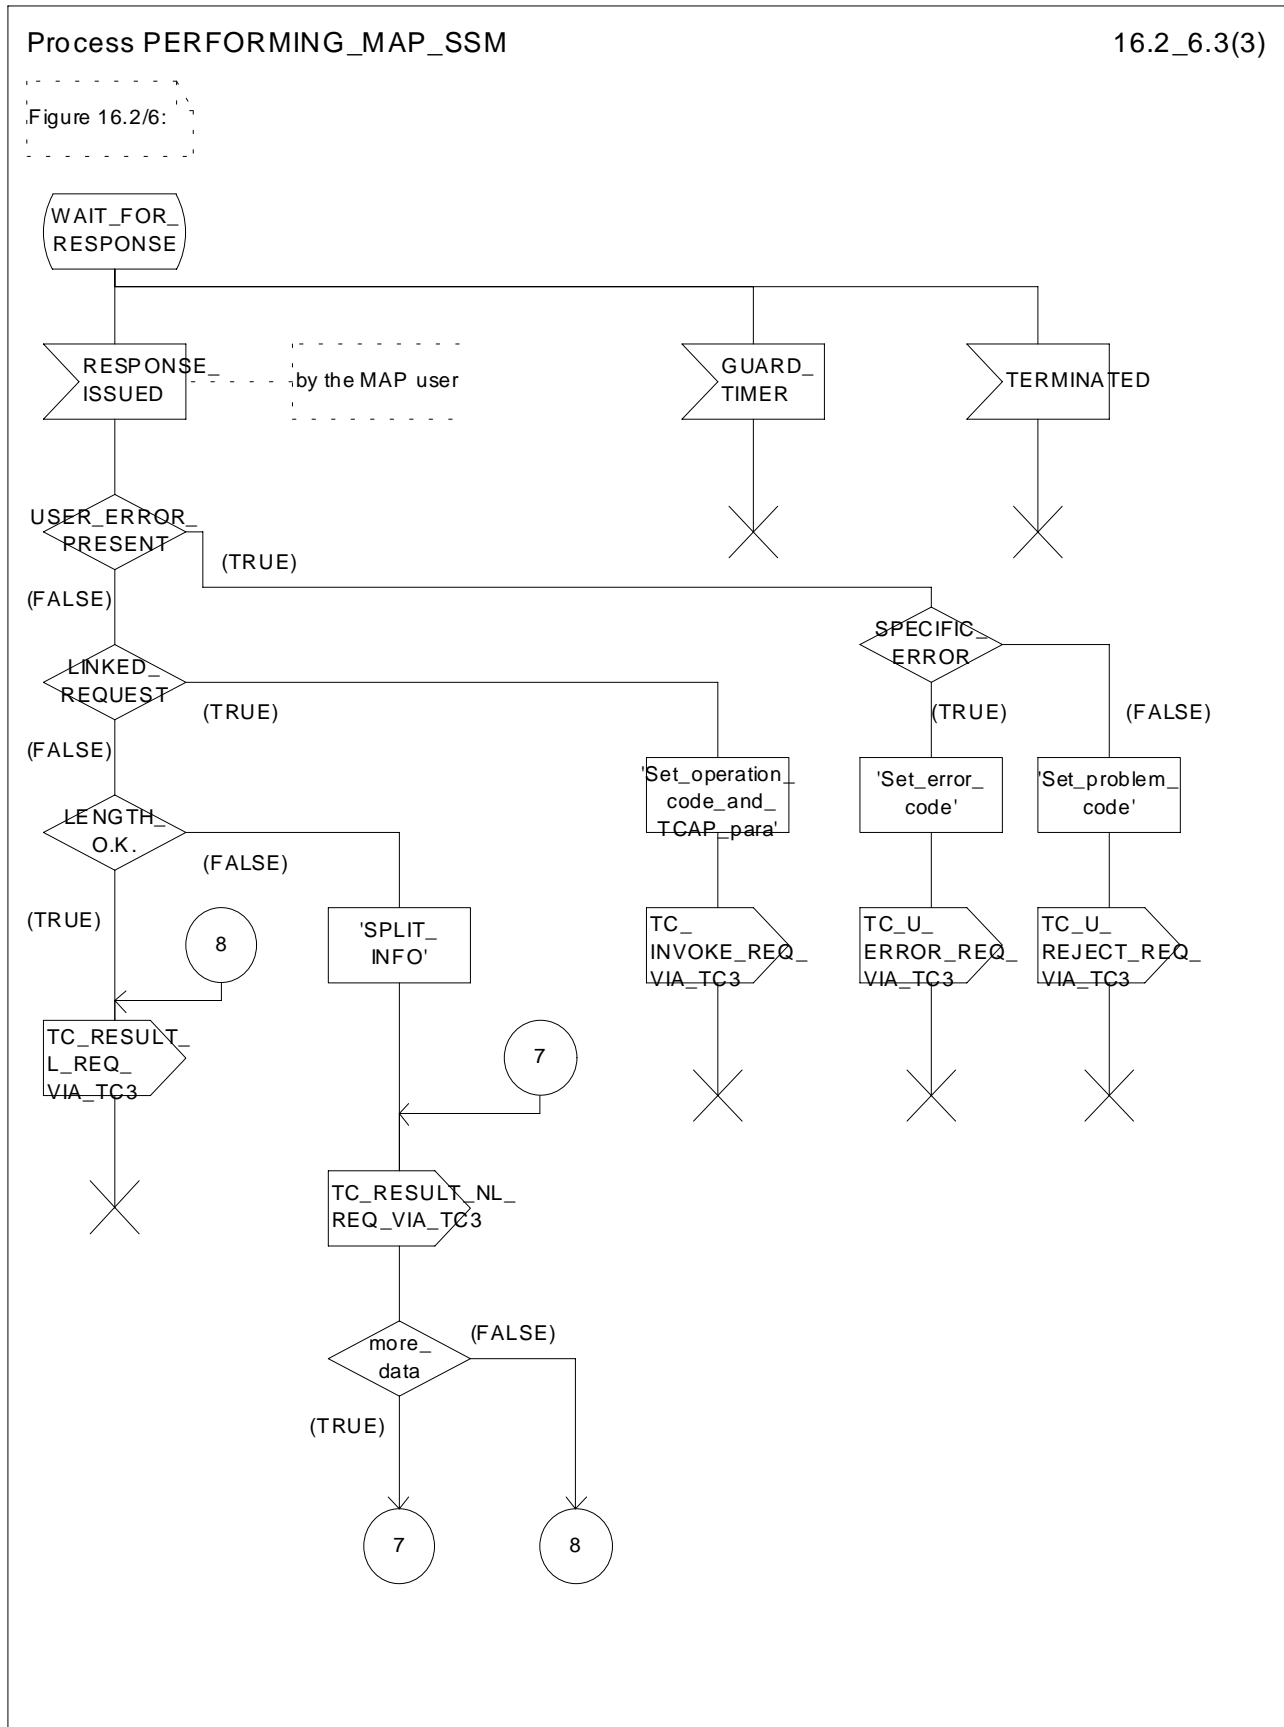 Process PERFORMING_MAP_SSM
16.2_6.3(3)
Figure 16.2/6:
WAIT_FOR_
RESPONSE
RESPONSE_
ISSUED
by the MAP user
GUARD_
TIMER
TERMINATED
USER_ERROR_
PRESENT
(TRUE)
(FALSE)
SPECIFIC_
ERROR
LINKED_
REQUEST
(TRUE)
(TRUE)
(FALSE)
(FALSE)
'Set_operation_
code_and_
TCAP_para'
'Set_error_
code'
'Set_problem_
code'
LENGTH_
O.K.
(FALSE)
(TRUE)
8
'SPLIT_
INFO'
TC_
INVOKE_REQ_
VIA_TC3
TC_U_
ERROR_REQ_
VIA_TC3
TC_U_
REJECT_REQ_
VIA_TC3
TC_RESULT_
L_REQ_
VIA_TC3
7
TC_RESULT_NL_
REQ_VIA_TC3
more_
data
(FALSE)
(TRUE)
7
8